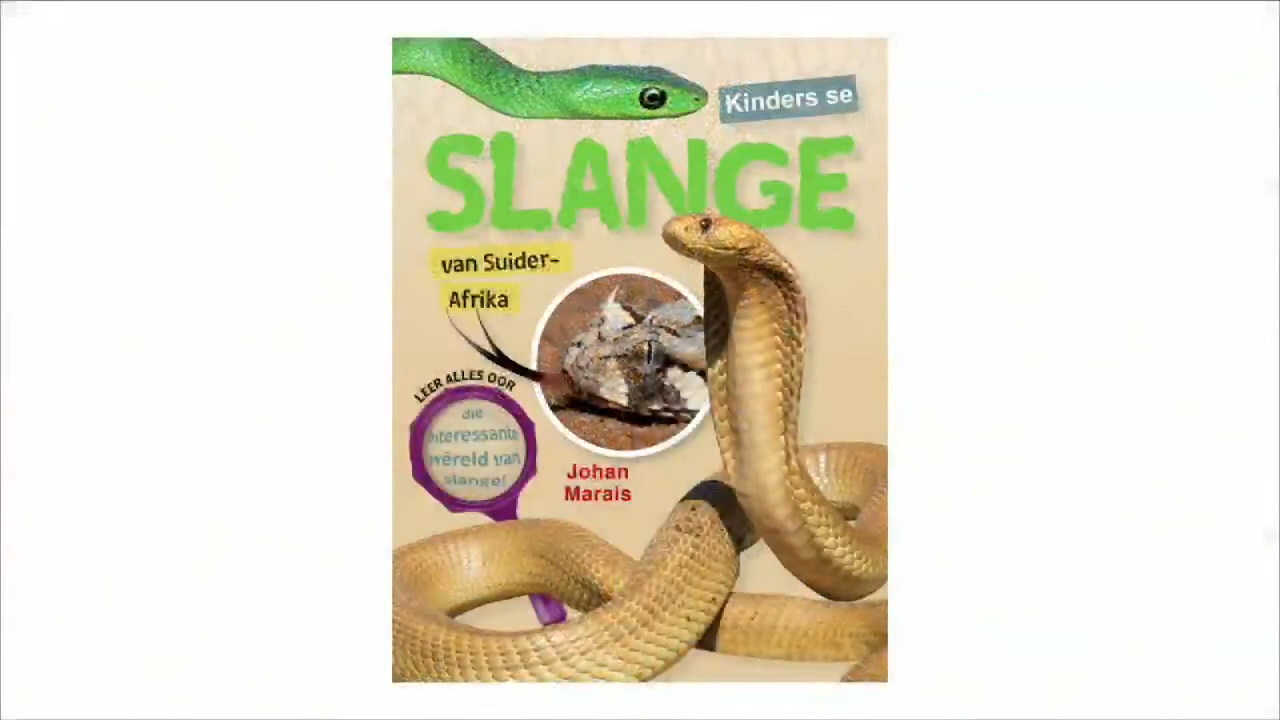 Kinders se
SLANGE
van Suider-
Afrika
LEER ALLES OOR
die
interessante
wêreld van
slange!
Johan
Marais